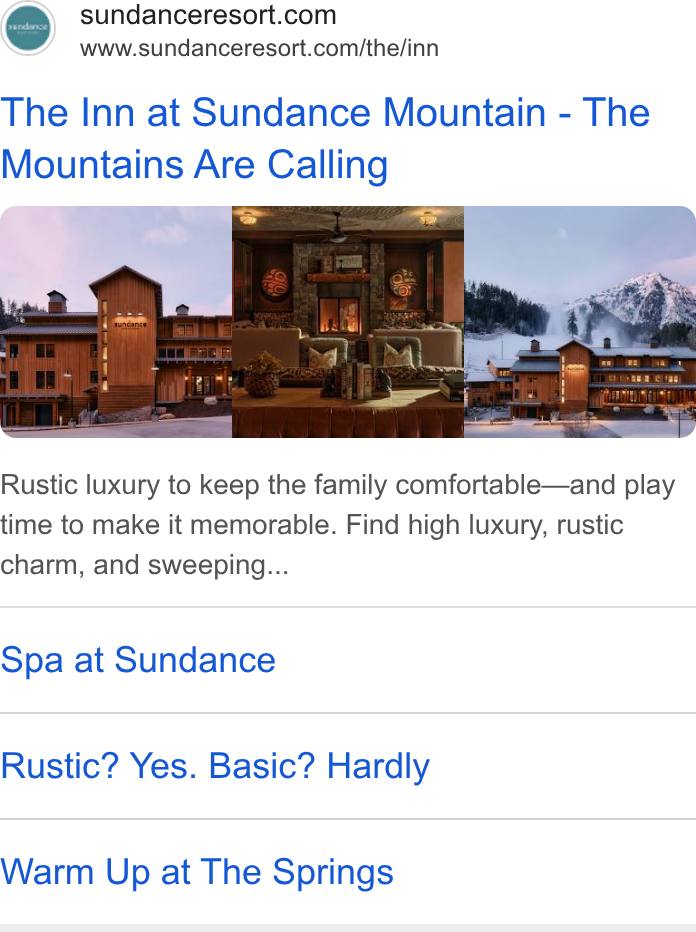 sundance
sundanceresort.com
www.sundanceresort.com/the/inn
The Inn at Sundance Mountain - The
Mountains Are Calling
sundance
Rustic luxury to keep the family comfortable—and play
time to make it memorable. Find high luxury, rustic
charm, and sweeping...
Spa at Sundance
Rustic? Yes. Basic? Hardly
Warm Up at The Springs